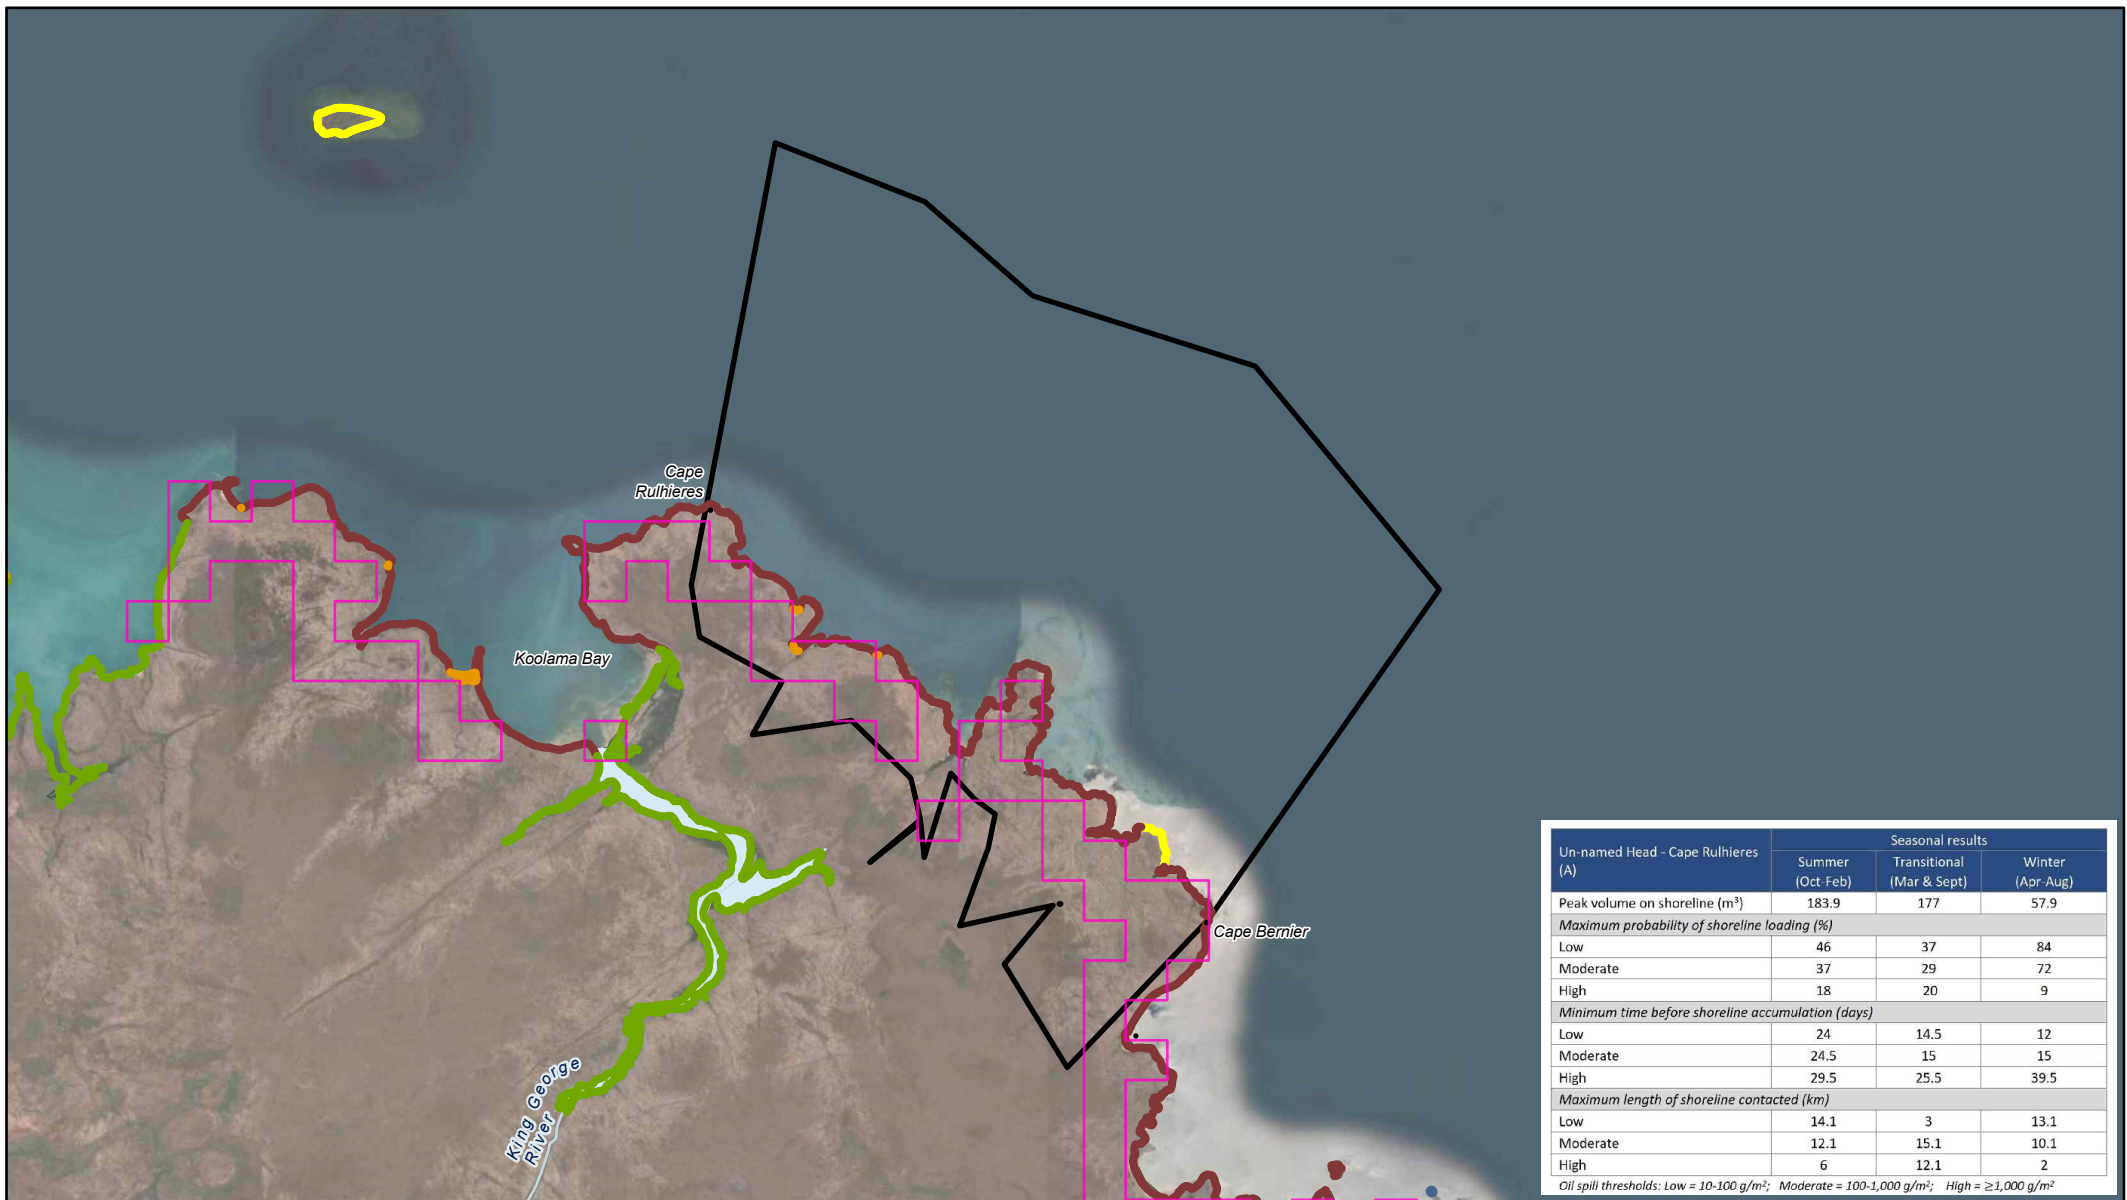 Cape
Rulhieres
Koolama Bay
Cape Bernier
King George
River
Un-named Head - Cape Rulhieres
(A)
Seasonal results
Summer
(Oct-Feb)
Transitional
(Mar & Sept)
Winter
(Apr-Aug)
Peak volume on shoreline (m³) 183.9 177 57.9
Maximum probability of shoreline loading (%)
Low 46 37 84
Moderate 37 29 72
High 18 20 9
Minimum time before shoreline accumulation (days)
Low 24 14.5 12
Moderate 24.5 15 15
High 29.5 25.5 39.5
Maximum length of shoreline contacted (km)
Low 14.1 3 13.1
Moderate 12.1 15.1 10.1
High 6 12.1 2
Oil spill thresholds: Low = 10-100 g/m²; Moderate = 100-1,000 g/m²; High = ≥1,000 g/m²